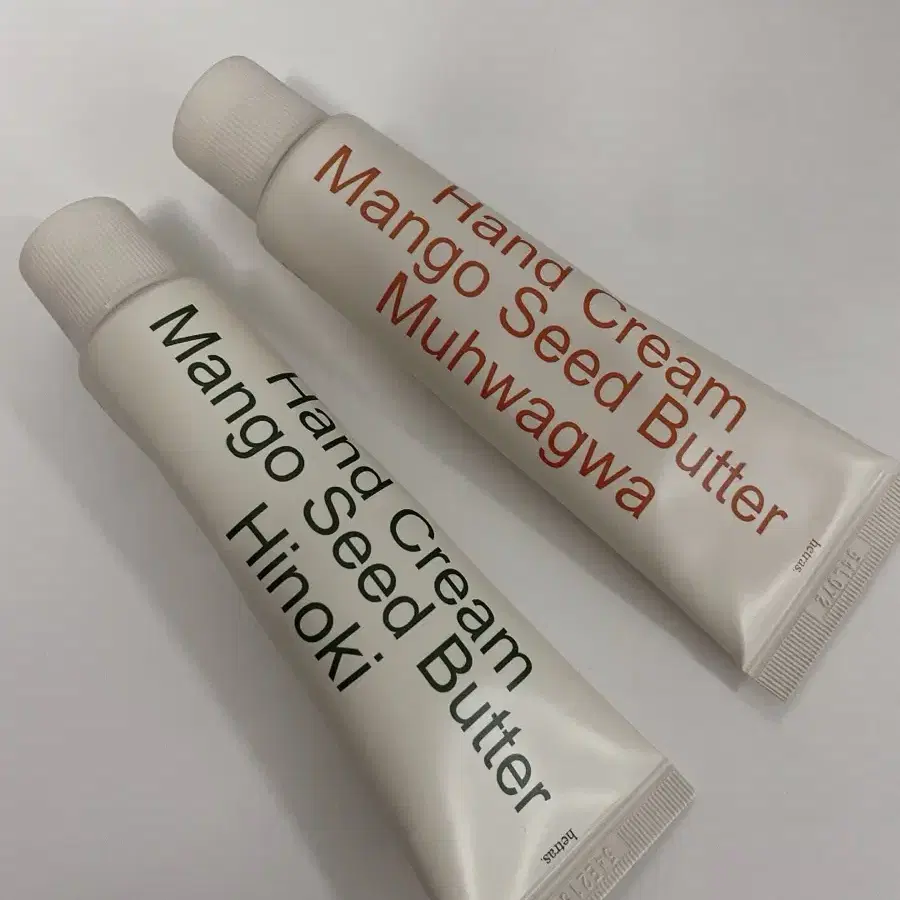 Hand Cream
Mango Seed Butter
Muhwagwa
hetras.
Hand Cream
Mango Seed Butter
Hinoki
hetras.